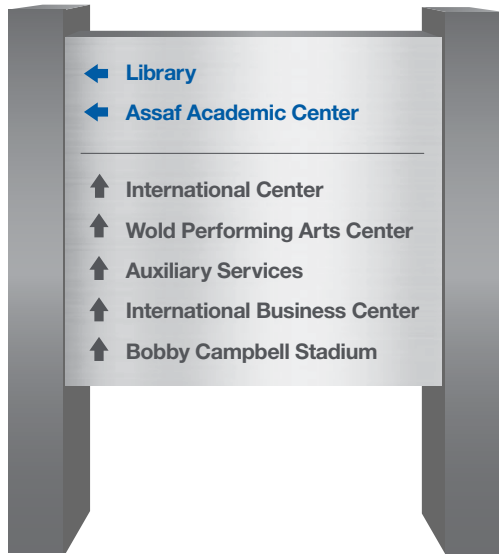 Library
Assaf Academic Center
International Center
Wold Performing Arts Center
Auxiliary Services
International Business Center
Bobby Campbell Stadium